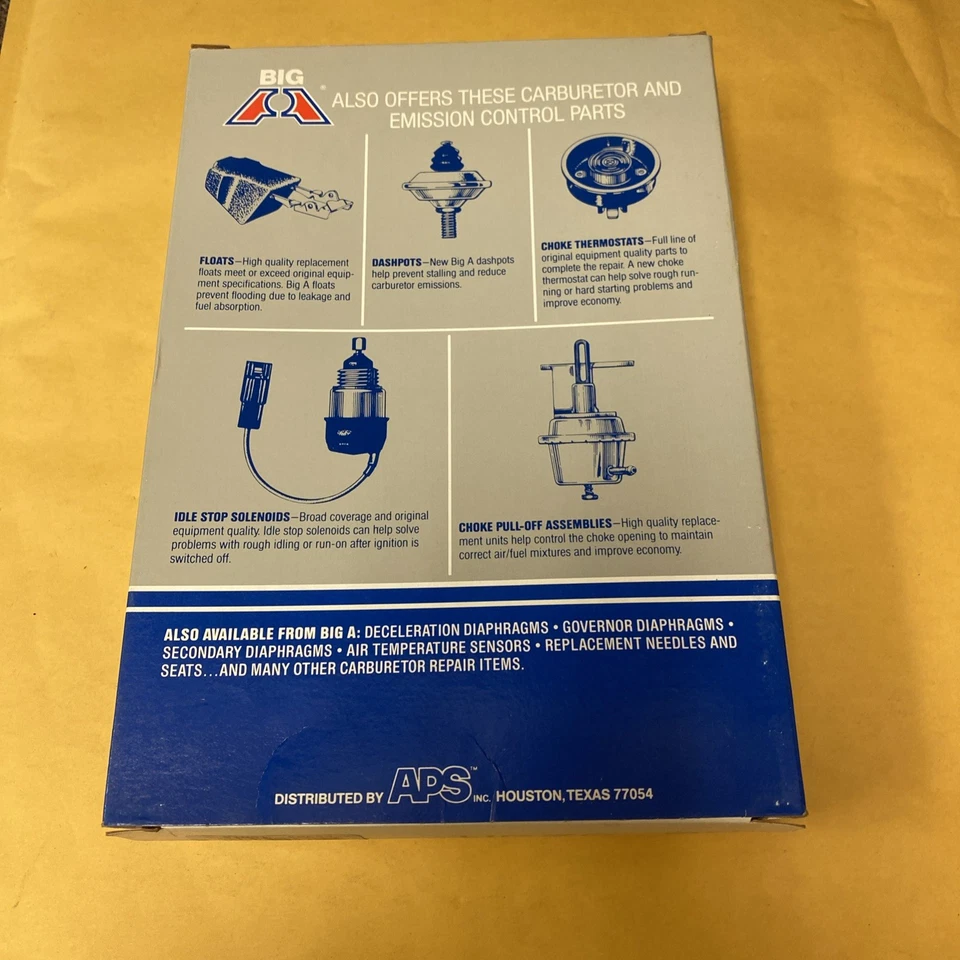 BIG
A®
ALSO OFFERS THESE CARBURETOR AND
EMISSION CONTROL PARTS
FLOATS—High quality replacement
floats meet or exceed original equip-
ment specifications. Big A floats
prevent flooding due to leakage and
fuel absorption.
DASHPOTS—New Big A dashpots
help prevent stalling and reduce
carburetor emissions.
CHOKE THERMOSTATS—Full line of
original equipment quality parts to
complete the repair. A new choke
thermostat can help solve rough run-
ning or hard starting problems and
improve economy.
IDLE STOP SOLENOIDS—Broad coverage and original
equipment quality. Idle stop solenoids can help solve
problems with rough idling or run-on after ignition is
switched off.
CHOKE PULL-OFF ASSEMBLIES—High quality replace-
ment units help control the choke opening to maintain
correct air/fuel mixtures and improve economy.
ALSO AVAILABLE FROM BIG A: DECELERATION DIAPHRAGMS • GOVERNOR DIAPHRAGMS •
SECONDARY DIAPHRAGMS • AIR TEMPERATURE SENSORS • REPLACEMENT NEEDLES AND
SEATS...AND MANY OTHER CARBURETOR REPAIR ITEMS.
DISTRIBUTED BY APS™ INC. HOUSTON, TEXAS 77054